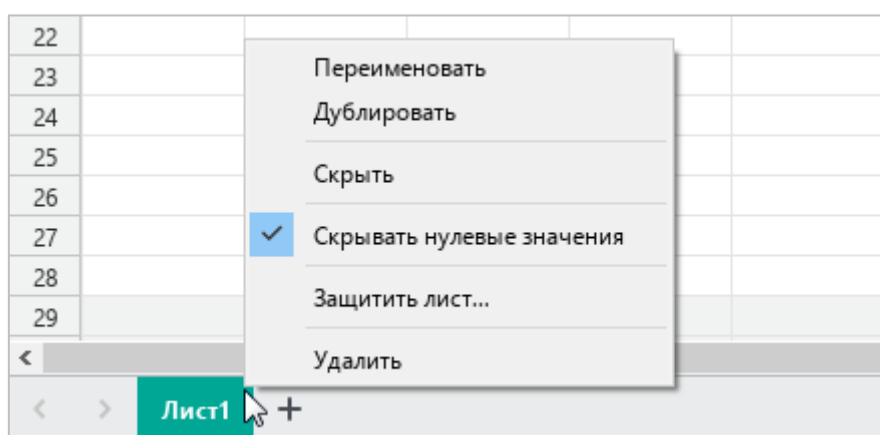 22
23
Переименовать
24
Дублировать
25
Скрыть
26
27
Скрывать нулевые значения
28
Защитить лист...
29
Удалить
Лист1